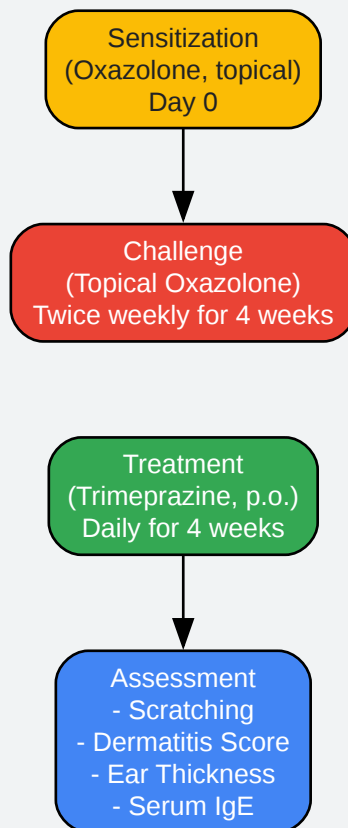 Sensitization
(Oxazolone, topical)
Day 0
Challenge
(Topical Oxazolone)
Twice weekly for 4 weeks
Treatment
(Trimeprazine, p.o.)
Daily for 4 weeks
Assessment
- Scratching
- Dermatitis Score
- Ear Thickness
- Serum IgE